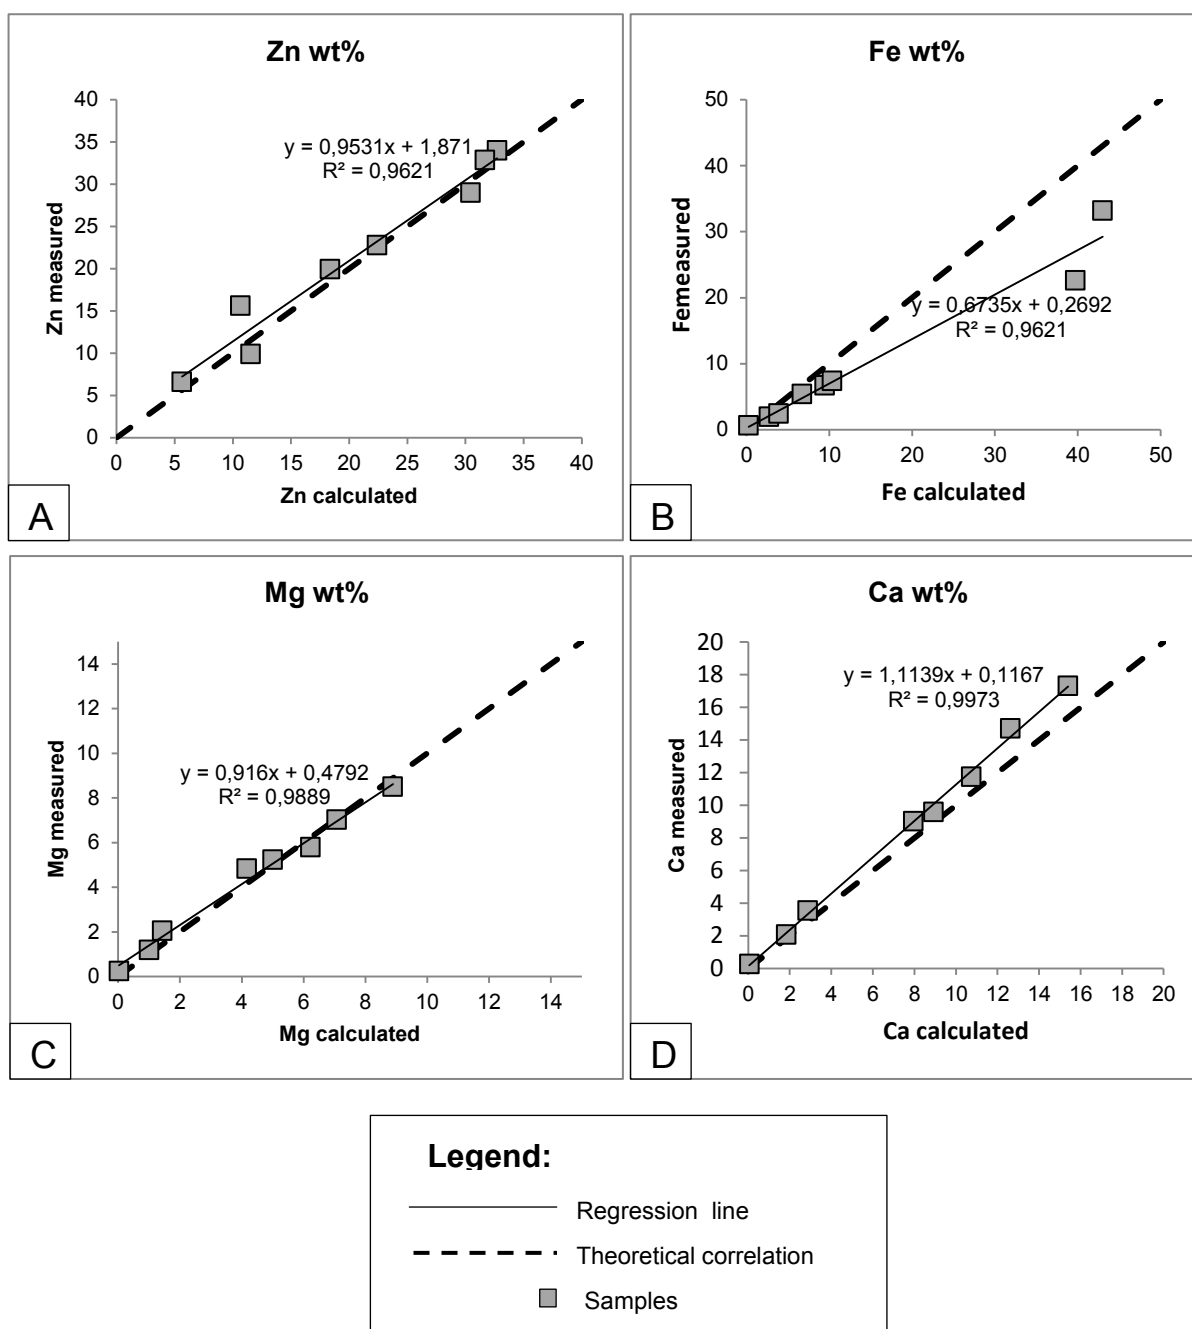 Zn wt%
40
35
30
25
20
15
10
5
0
Zn measured
y = 0,9531x + 1,871
R² = 0,9621
0 5 10 15 20 25 30 35 40
Zn calculated
A
Fe wt%
50
40
30
20
10
0
Femeasured
y = 0,6735x + 0,2692
R² = 0,9621
0 10 20 30 40 50
Fe calculated
B
Mg wt%
14
12
10
8
6
4
2
0
Mg measured
y = 0,916x + 0,4792
R² = 0,9889
0 2 4 6 8 10 12 14
Mg calculated
C
Ca wt%
20
18
16
14
12
10
8
6
4
2
0
Ca measured
y = 1,1139x + 0,1167
R² = 0,9973
0 2 4 6 8 10 12 14 16 18 20
Ca calculated
D
Legend:
Regression line
Theoretical correlation
Samples